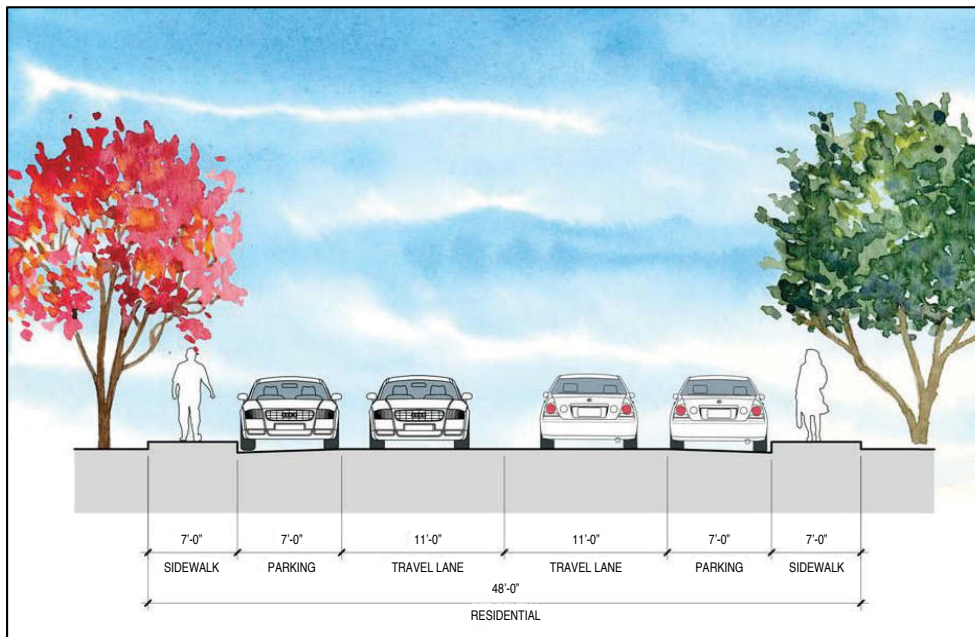 7'-0" 7'-0" 11'-0" 11'-0" 7'-0" 7'-0"
SIDEWALK PARKING TRAVEL LANE TRAVEL LANE PARKING SIDEWALK
48'-0"
RESIDENTIAL